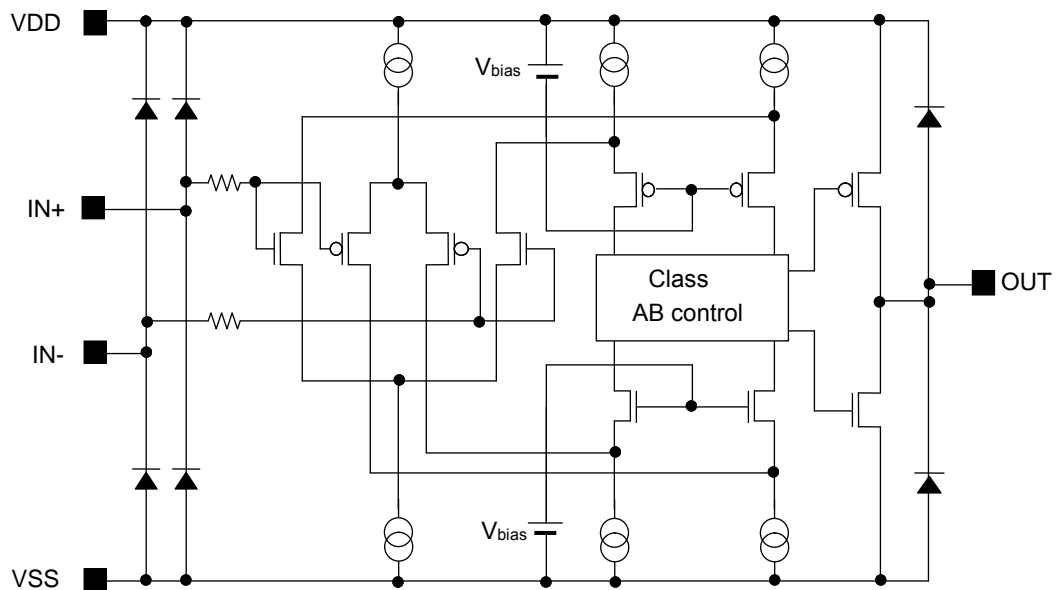 VDD
Vbias
IN+
Class
AB control
OUT
IN-
Vbias
VSS